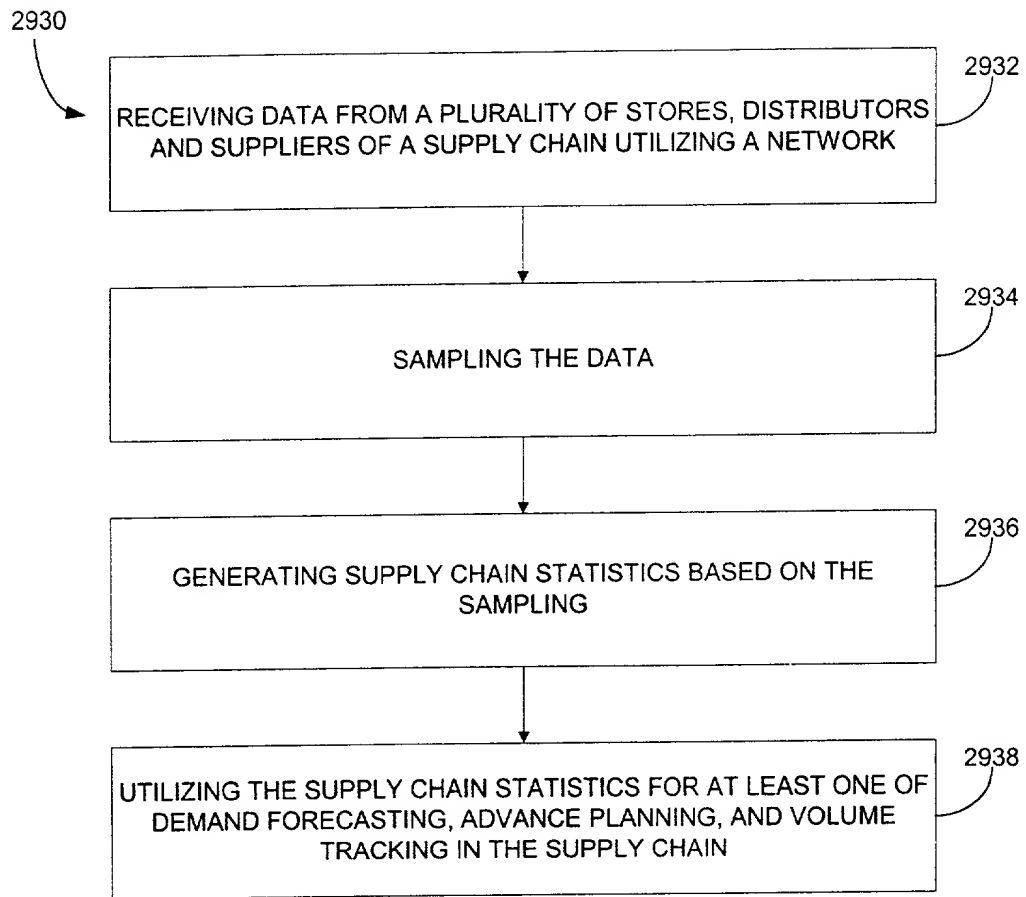 2930
2932
RECEIVING DATA FROM A PLURALITY OF STORES, DISTRIBUTORS
AND SUPPLIERS OF A SUPPLY CHAIN UTILIZING A NETWORK
2934
SAMPLING THE DATA
2936
GENERATING SUPPLY CHAIN STATISTICS BASED ON THE
SAMPLING
2938
UTILIZING THE SUPPLY CHAIN STATISTICS FOR AT LEAST ONE OF
DEMAND FORECASTING, ADVANCE PLANNING, AND VOLUME
TRACKING IN THE SUPPLY CHAIN